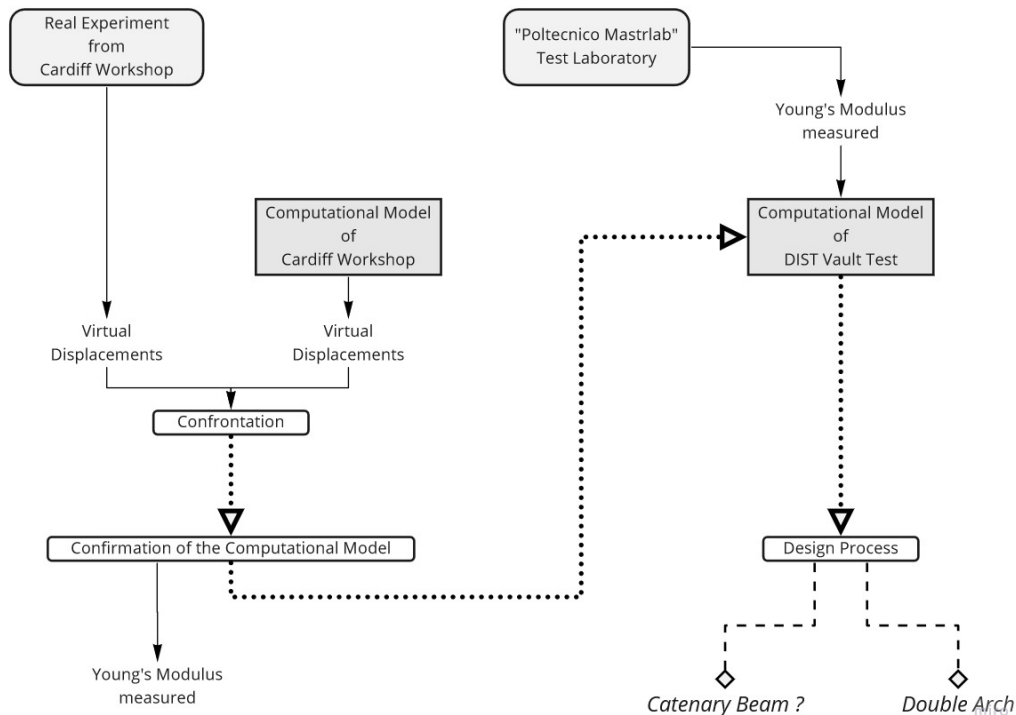 Real Experiment
from
Cardiff Workshop
"Poltecnico Mastrlab"
Test Laboratory
Young's Modulus
measured
Computational Model
of
Cardiff Workshop
Computational Model
of
DIST Vault Test
Virtual
Displacements
Virtual
Displacements
Confrontation
Confirmation of the Computational Model
Design Process
Young's Modulus
measured
Catenary Beam ?
Double Arch
miro